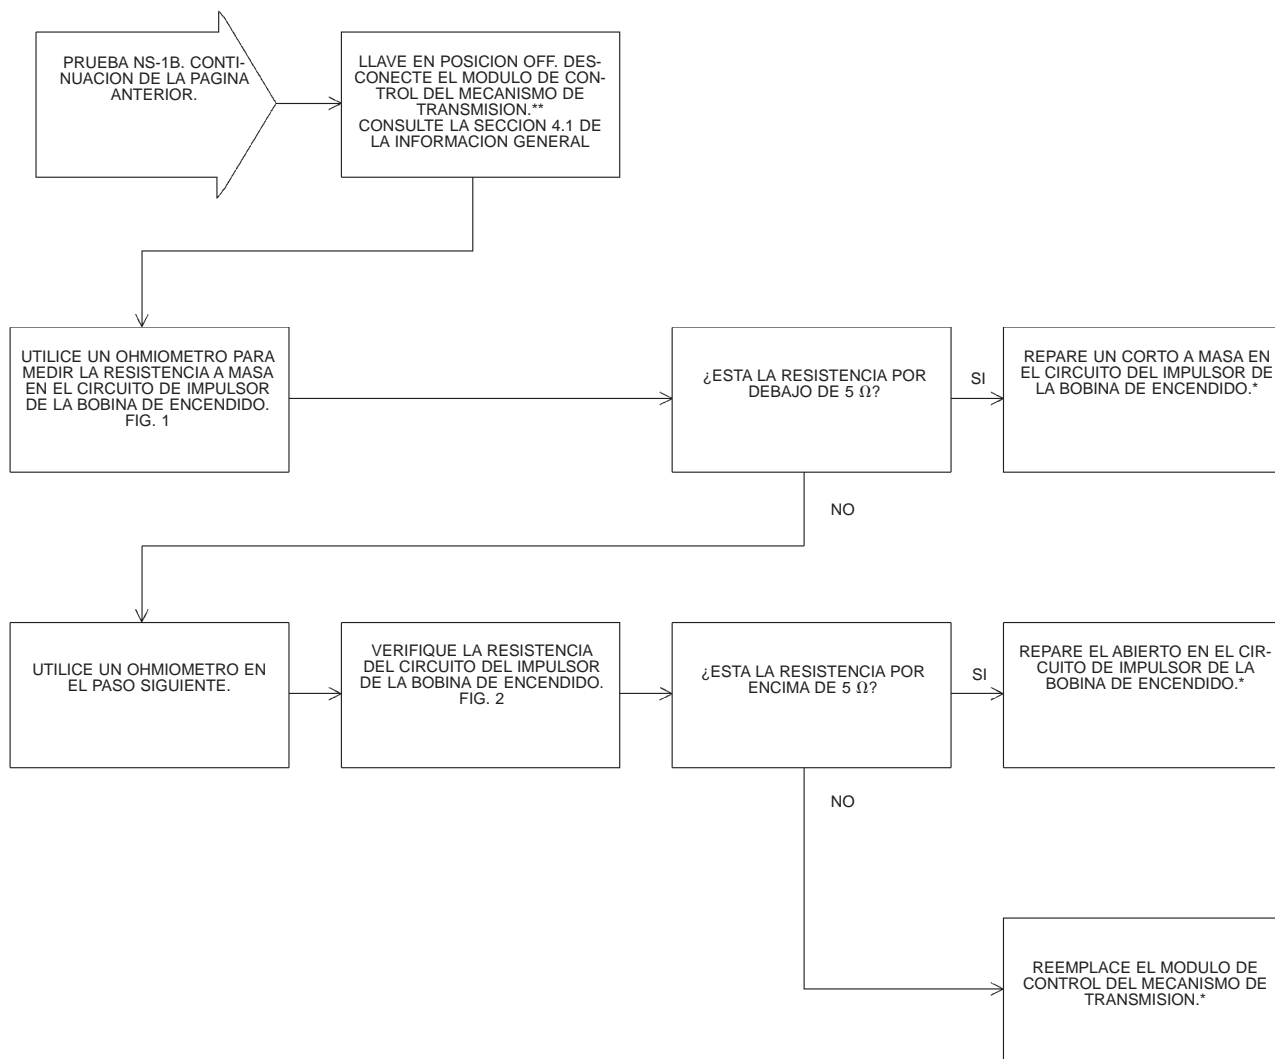 PRUEBA NS-1B. CONTI-
NUACION DE LA PAGINA
ANTERIOR.
LLAVE EN POSICION OFF. DES-
CONECTE EL MODULO DE CON-
TROL DEL MECANISMO DE
TRANSMISION.**
CONSULTE LA SECCION 4.1 DE
LA INFORMACION GENERAL
UTILICE UN OHMIOMETRO PARA
MEDIR LA RESISTENCIA A MASA
EN EL CIRCUITO DE IMPULSOR
DE LA BOBINA DE ENCENDIDO.
FIG. 1
¿ESTA LA RESISTENCIA POR
DEBAJO DE 5 Ω?
SI
REPARE UN CORTO A MASA EN
EL CIRCUITO DEL IMPULSOR DE
LA BOBINA DE ENCENDIDO.*
NO
UTILICE UN OHMIOMETRO EN
EL PASO SIGUIENTE.
VERIFIQUE LA RESISTENCIA
DEL CIRCUITO DEL IMPULSOR
DE LA BOBINA DE ENCENDIDO.
FIG. 2
¿ESTA LA RESISTENCIA POR
ENCIMA DE 5 Ω?
SI
REPARE EL ABIERTO EN EL CIR-
CUITO DE IMPULSOR DE LA
BOBINA DE ENCENDIDO.*
NO
REEMPLACE EL MODULO DE
CONTROL DEL MECANISMO DE
TRANSMISION.*